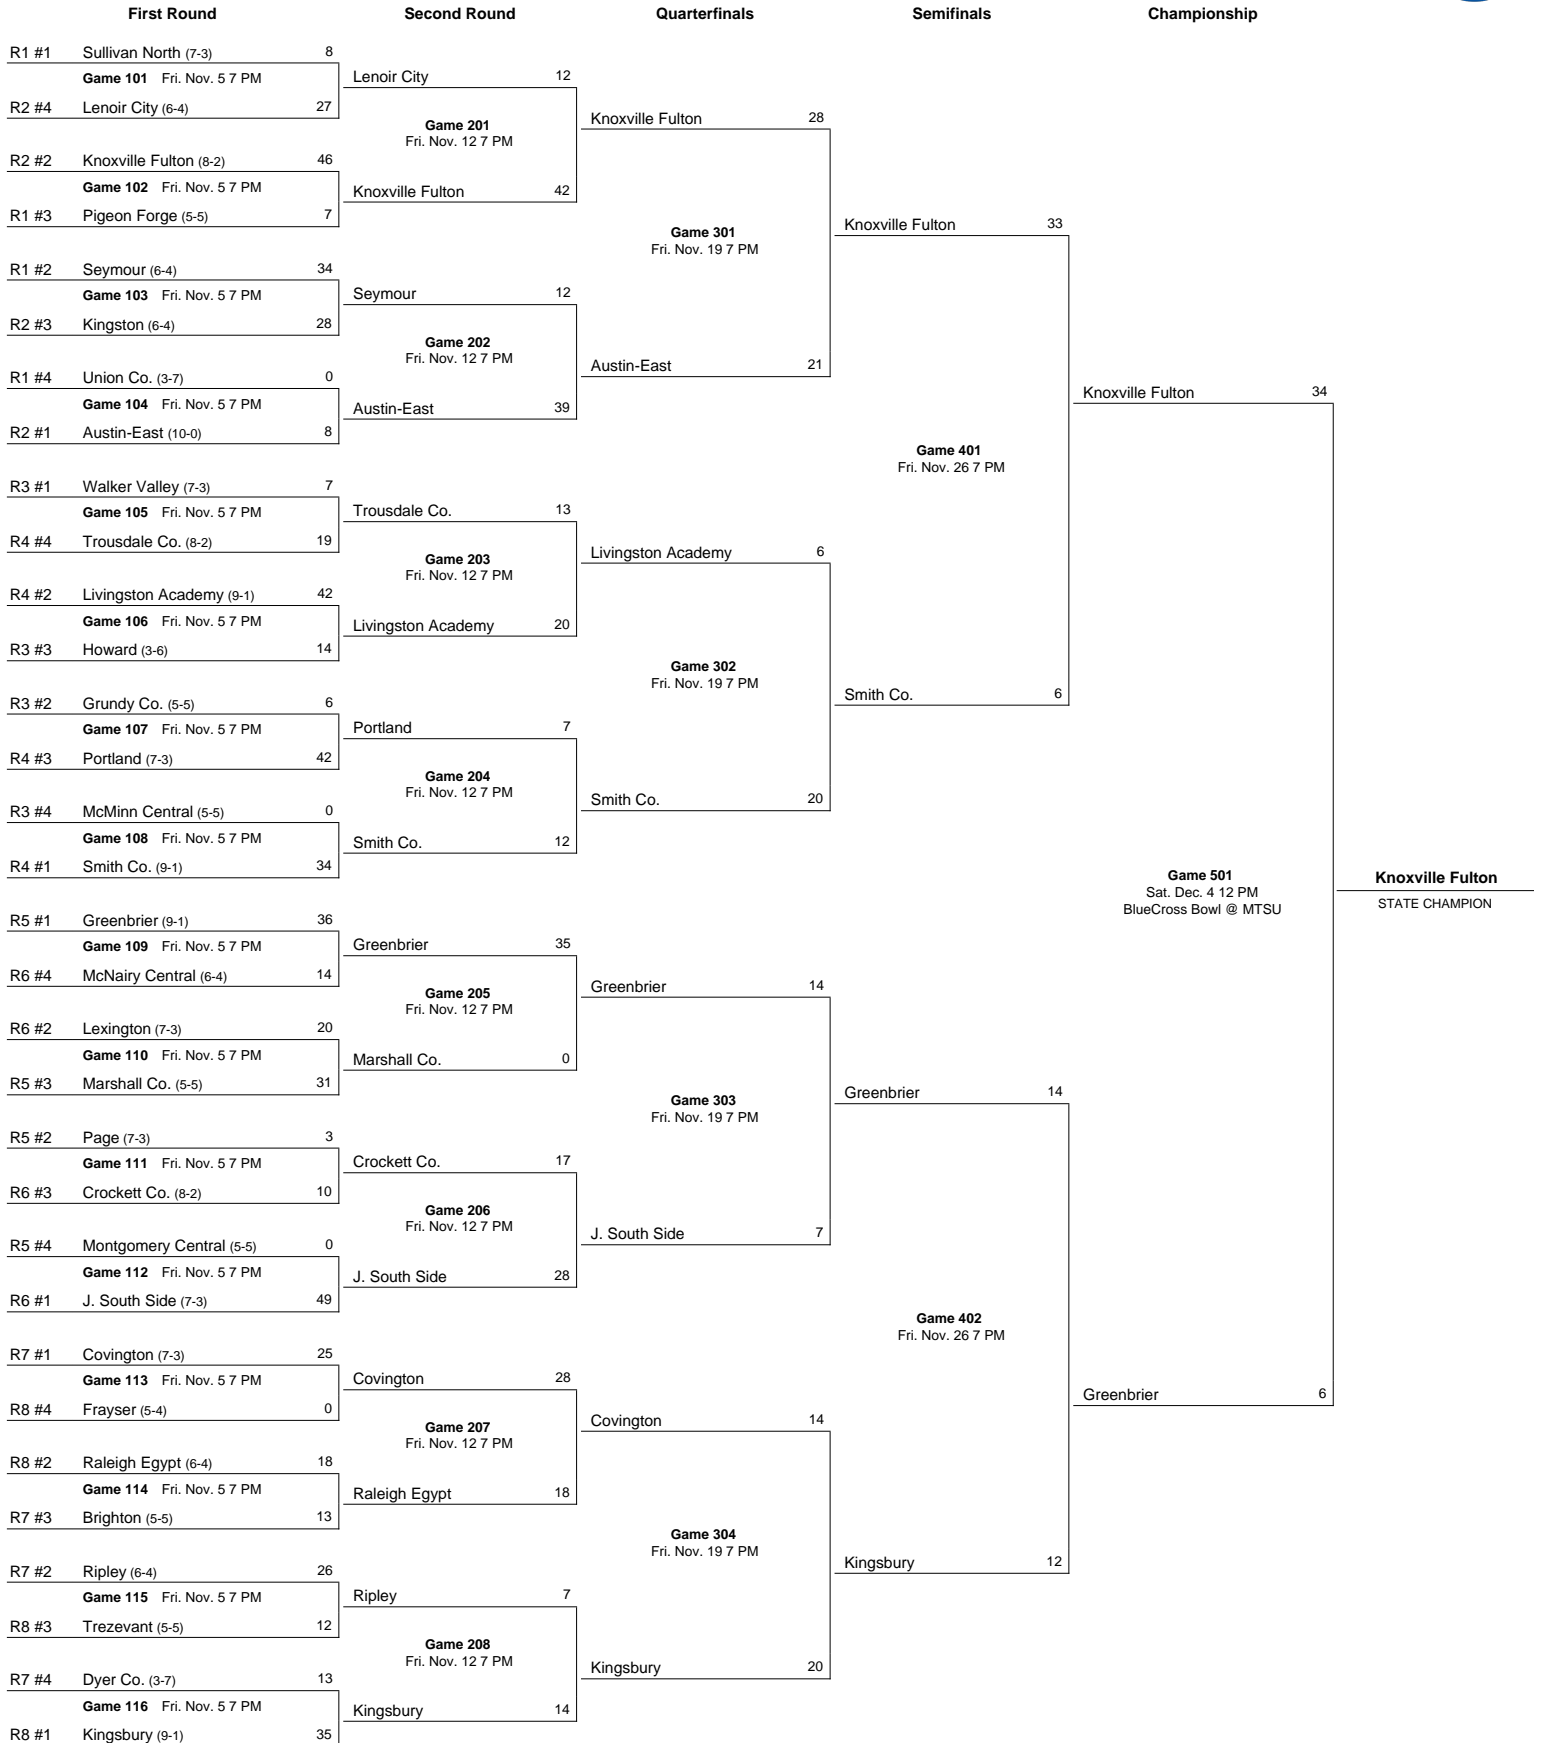 First Round Second Round Quarterfinals Semifinals Championship
R1 #1 Sullivan North (7-3) 8
Game 101 Fri. Nov. 5 7 PM
R2 #4 Lenoir City (6-4) 27
R2 #2 Knoxville Fulton (8-2) 46
Game 102 Fri. Nov. 5 7 PM
R1 #3 Pigeon Forge (5-5) 7
R1 #2 Seymour (6-4) 34
Game 103 Fri. Nov. 5 7 PM
R2 #3 Kingston (6-4) 28
R1 #4 Union Co. (3-7) 0
Game 104 Fri. Nov. 5 7 PM
R2 #1 Austin-East (10-0) 8
R3 #1 Walker Valley (7-3) 7
Game 105 Fri. Nov. 5 7 PM
R4 #4 Trousdale Co. (8-2) 19
R4 #2 Livingston Academy (9-1) 42
Game 106 Fri. Nov. 5 7 PM
R3 #3 Howard (3-6) 14
R3 #2 Grundy Co. (5-5) 6
Game 107 Fri. Nov. 5 7 PM
R4 #3 Portland (7-3) 42
R3 #4 McMinn Central (5-5) 0
Game 108 Fri. Nov. 5 7 PM
R4 #1 Smith Co. (9-1) 34
R5 #1 Greenbrier (9-1) 36
Game 109 Fri. Nov. 5 7 PM
R6 #4 McNairy Central (6-4) 14
R6 #2 Lexington (7-3) 20
Game 110 Fri. Nov. 5 7 PM
R5 #3 Marshall Co. (5-5) 31
R5 #2 Page (7-3) 3
Game 111 Fri. Nov. 5 7 PM
R6 #3 Crockett Co. (8-2) 10
R5 #4 Montgomery Central (5-5) 0
Game 112 Fri. Nov. 5 7 PM
R6 #1 J. South Side (7-3) 49
R7 #1 Covington (7-3) 25
Game 113 Fri. Nov. 5 7 PM
R8 #4 Frayser (5-4) 0
R8 #2 Raleigh Egypt (6-4) 18
Game 114 Fri. Nov. 5 7 PM
R7 #3 Brighton (5-5) 13
R7 #2 Ripley (6-4) 26
Game 115 Fri. Nov. 5 7 PM
R8 #3 Trezevant (5-5) 12
R7 #4 Dyer Co. (3-7) 13
Game 116 Fri. Nov. 5 7 PM
R8 #1 Kingsbury (9-1) 35
Lenoir City 12
Game 201
Fri. Nov. 12 7 PM
Knoxville Fulton 42
Seymour 12
Game 202
Fri. Nov. 12 7 PM
Austin-East 39
Trousdale Co. 13
Game 203
Fri. Nov. 12 7 PM
Livingston Academy 20
Portland 7
Game 204
Fri. Nov. 12 7 PM
Smith Co. 12
Greenbrier 35
Game 205
Fri. Nov. 12 7 PM
Marshall Co. 0
Crockett Co. 17
Game 206
Fri. Nov. 12 7 PM
J. South Side 28
Covington 28
Game 207
Fri. Nov. 12 7 PM
Raleigh Egypt 18
Ripley 7
Game 208
Fri. Nov. 12 7 PM
Kingsbury 14
Knoxville Fulton 28
Game 301
Fri. Nov. 19 7 PM
Austin-East 21
Livingston Academy 6
Game 302
Fri. Nov. 19 7 PM
Smith Co. 20
Greenbrier 14
Game 303
Fri. Nov. 19 7 PM
J. South Side 7
Covington 14
Game 304
Fri. Nov. 19 7 PM
Kingsbury 20
Knoxville Fulton 33
Game 401
Fri. Nov. 26 7 PM
Smith Co. 6
Greenbrier 14
Game 402
Fri. Nov. 26 7 PM
Kingsbury 12
Knoxville Fulton 34
Game 501
Sat. Dec. 4 12 PM
BlueCross Bowl @ MTSU
Greenbrier 6
Knoxville Fulton
STATE CHAMPION